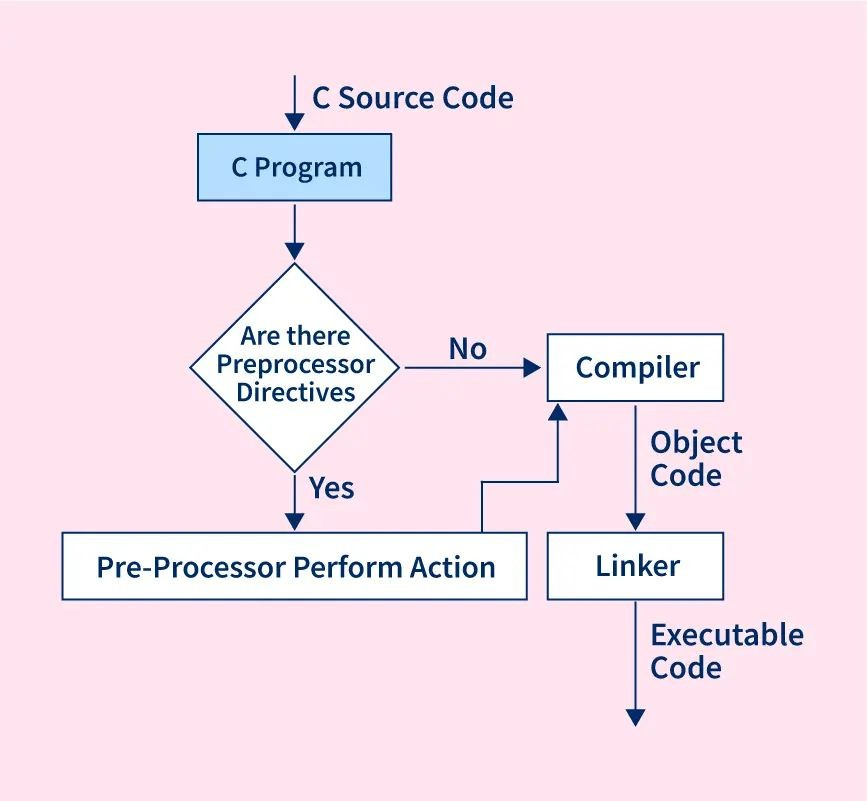 C Source Code
C Program
Are there
Preprocessor
Directives
No
Compiler
Yes
Object
Code
Pre-Processor Perform Action
Linker
Executable
Code